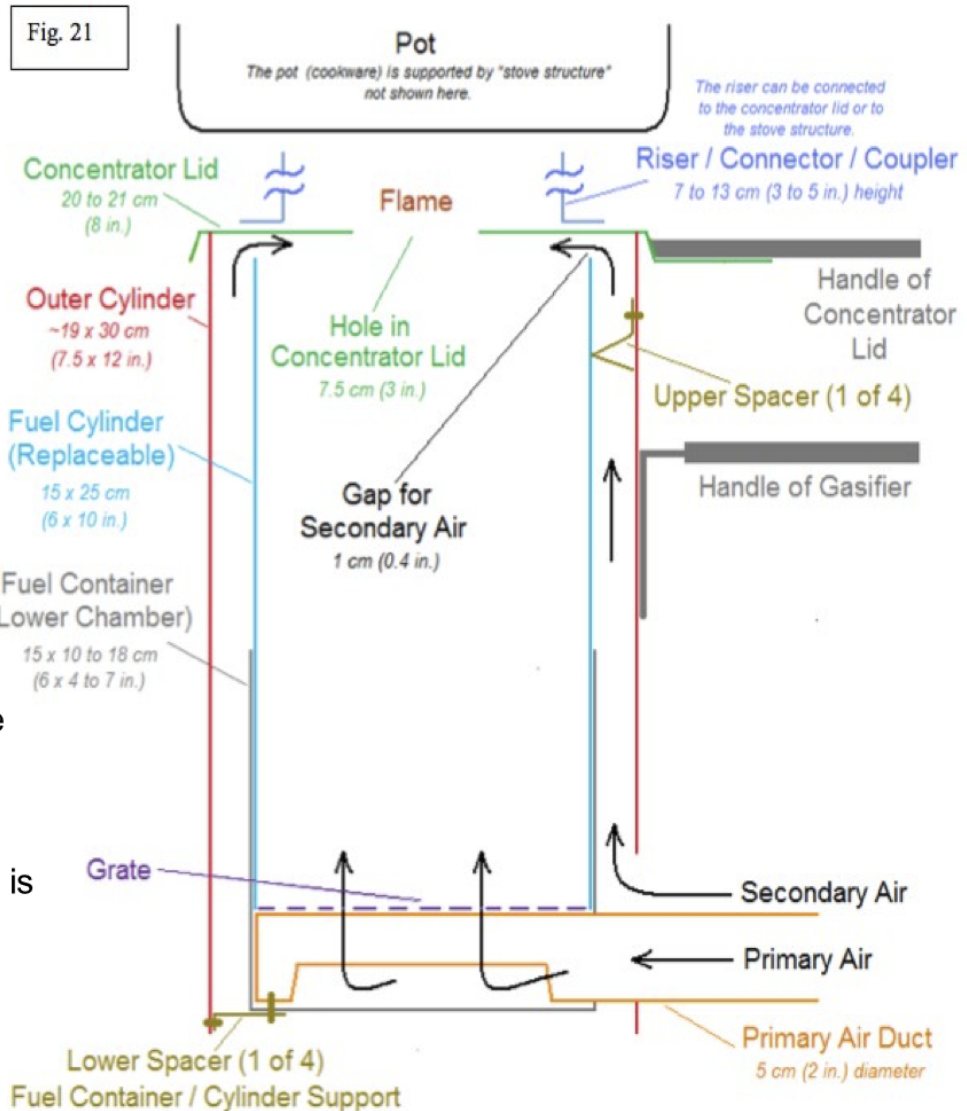 Fig. 21
Pot
The pot (cookware) is supported by "stove structure"
not shown here.
The riser can be connected
to the concentrator lid or to
the stove structure.
Riser / Connector / Coupler
7 to 13 cm (3 to 5 in.) height
Concentrator Lid
20 to 21 cm
(8 in.)
Flame
Handle of
Concentrator
Lid
Outer Cylinder
~19 x 30 cm
(7.5 x 12 in.)
Hole in
Concentrator Lid
7.5 cm (3 in.)
Upper Spacer (1 of 4)
Fuel Cylinder
(Replaceable)
15 x 25 cm
(6 x 10 in.)
Gap for
Secondary Air
1 cm (0.4 in.)
Handle of Gasifier
Fuel Container
Lower Chamber)
15 x 10 to 18 cm
(6 x 4 to 7 in.)
e
is
Grate
Secondary Air
Primary Air
Primary Air Duct
5 cm (2 in.) diameter
Lower Spacer (1 of 4)
Fuel Container / Cylinder Support